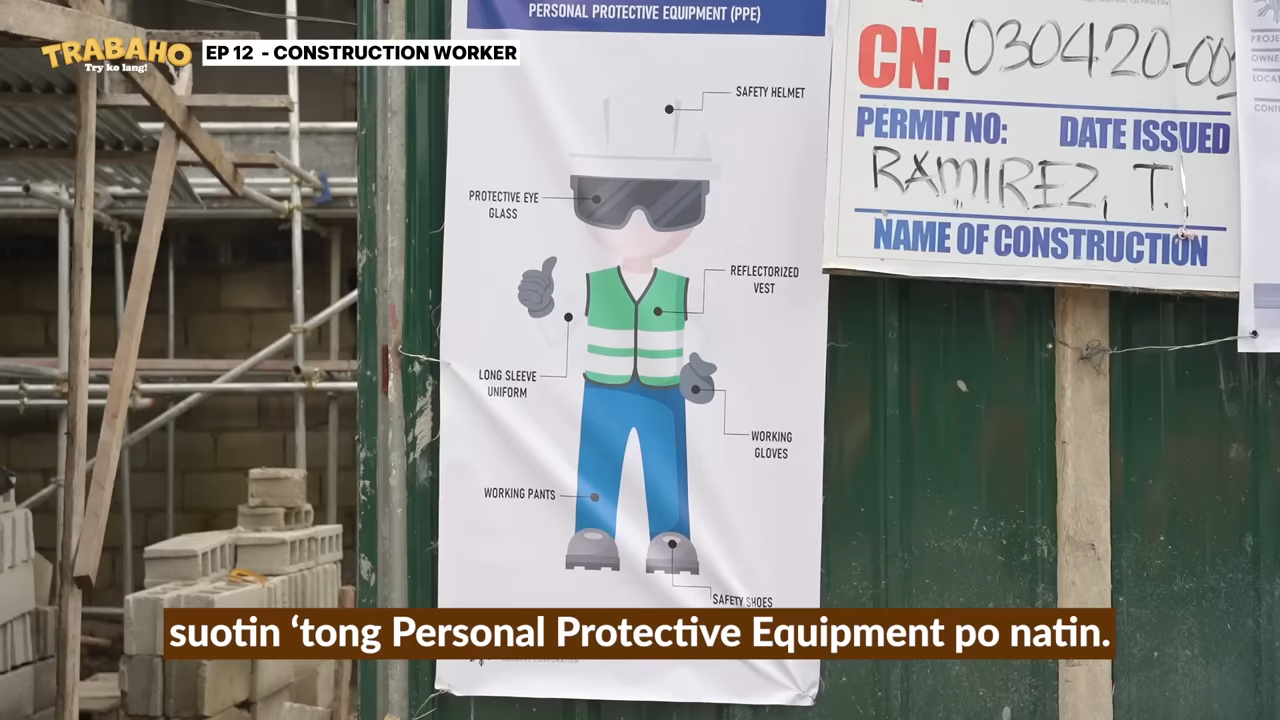 TRABAHO
Try ko lang!
EP 12 - CONSTRUCTION WORKER
PERSONAL PROTECTIVE EQUIPMENT (PPE)
SAFETY HELMET
PROTECTIVE EYE
GLASS
REFLECTORIZED
VEST
LONG SLEEVE
UNIFORM
WORKING
GLOVES
WORKING PANTS
SAFETY SHOES
CN: 030420-00
PERMIT NO: DATE ISSUED
RAMIREZ, T.
NAME OF CONSTRUCTION
suotin ‘tong Personal Protective Equipment po natin.